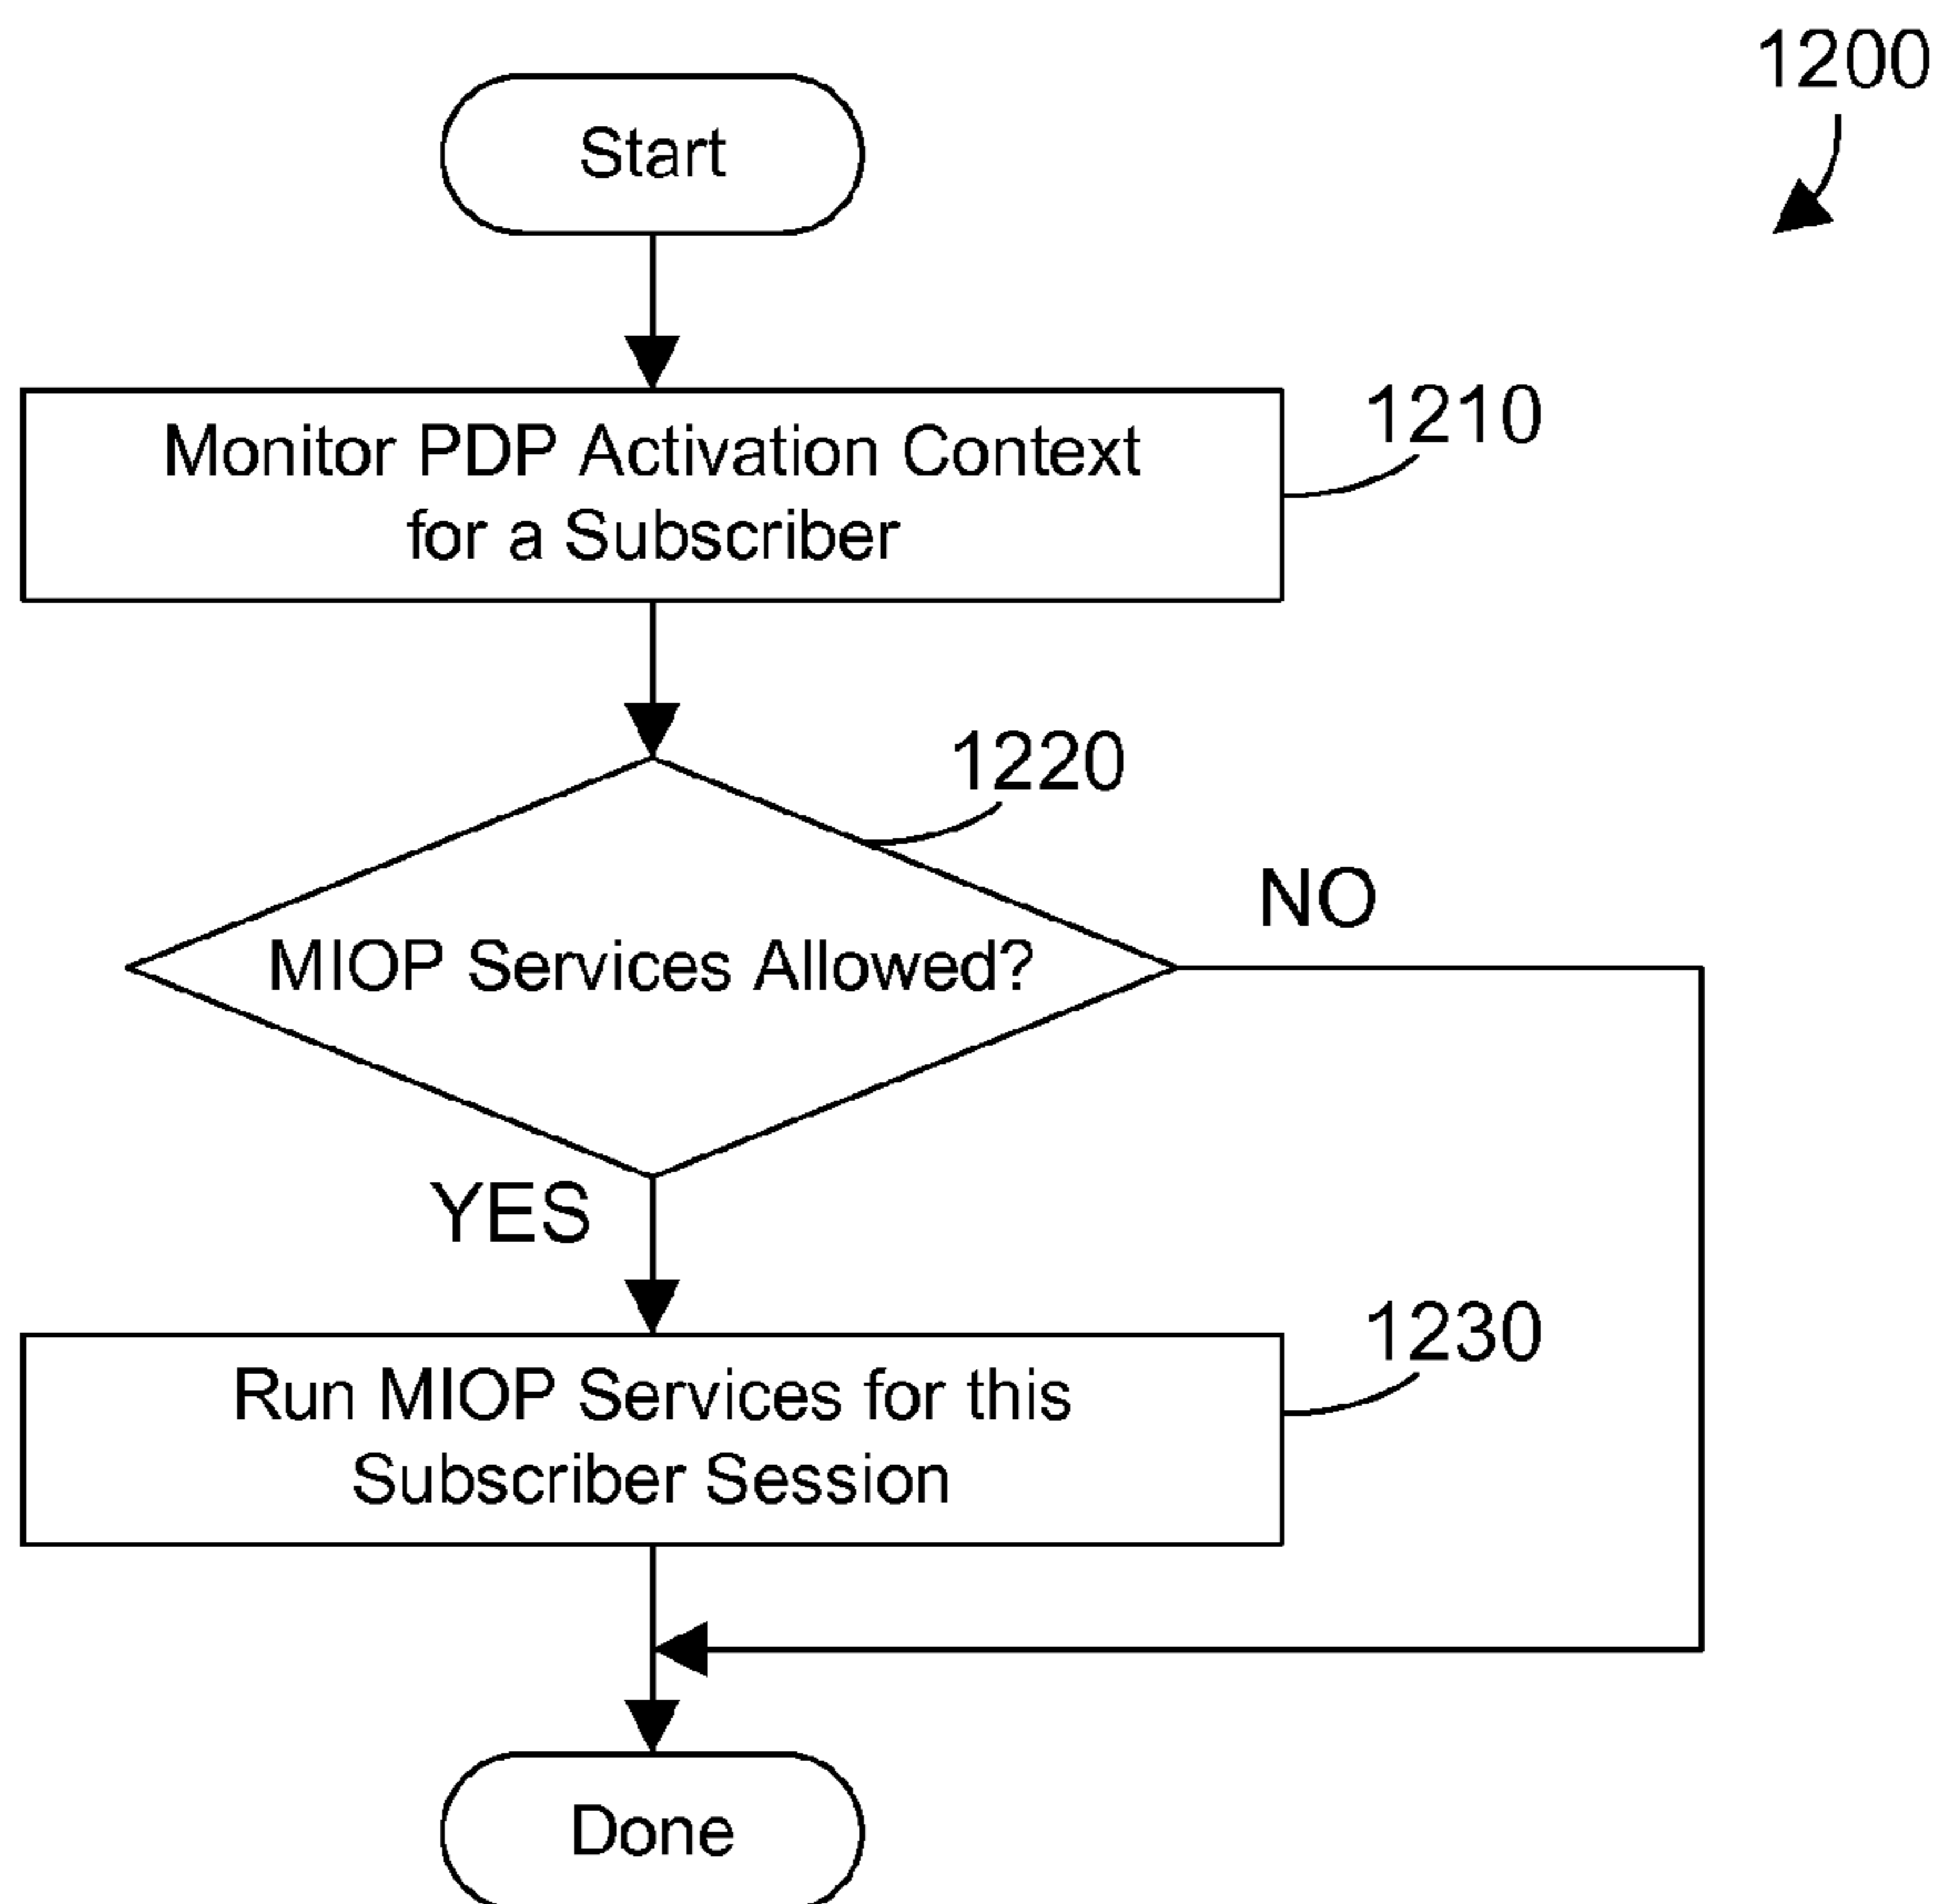 1200
Start
Monitor PDP Activation Context
for a Subscriber
1210
1220
MIOP Services Allowed?
NO
YES
Run MIOP Services for this
Subscriber Session
1230
Done